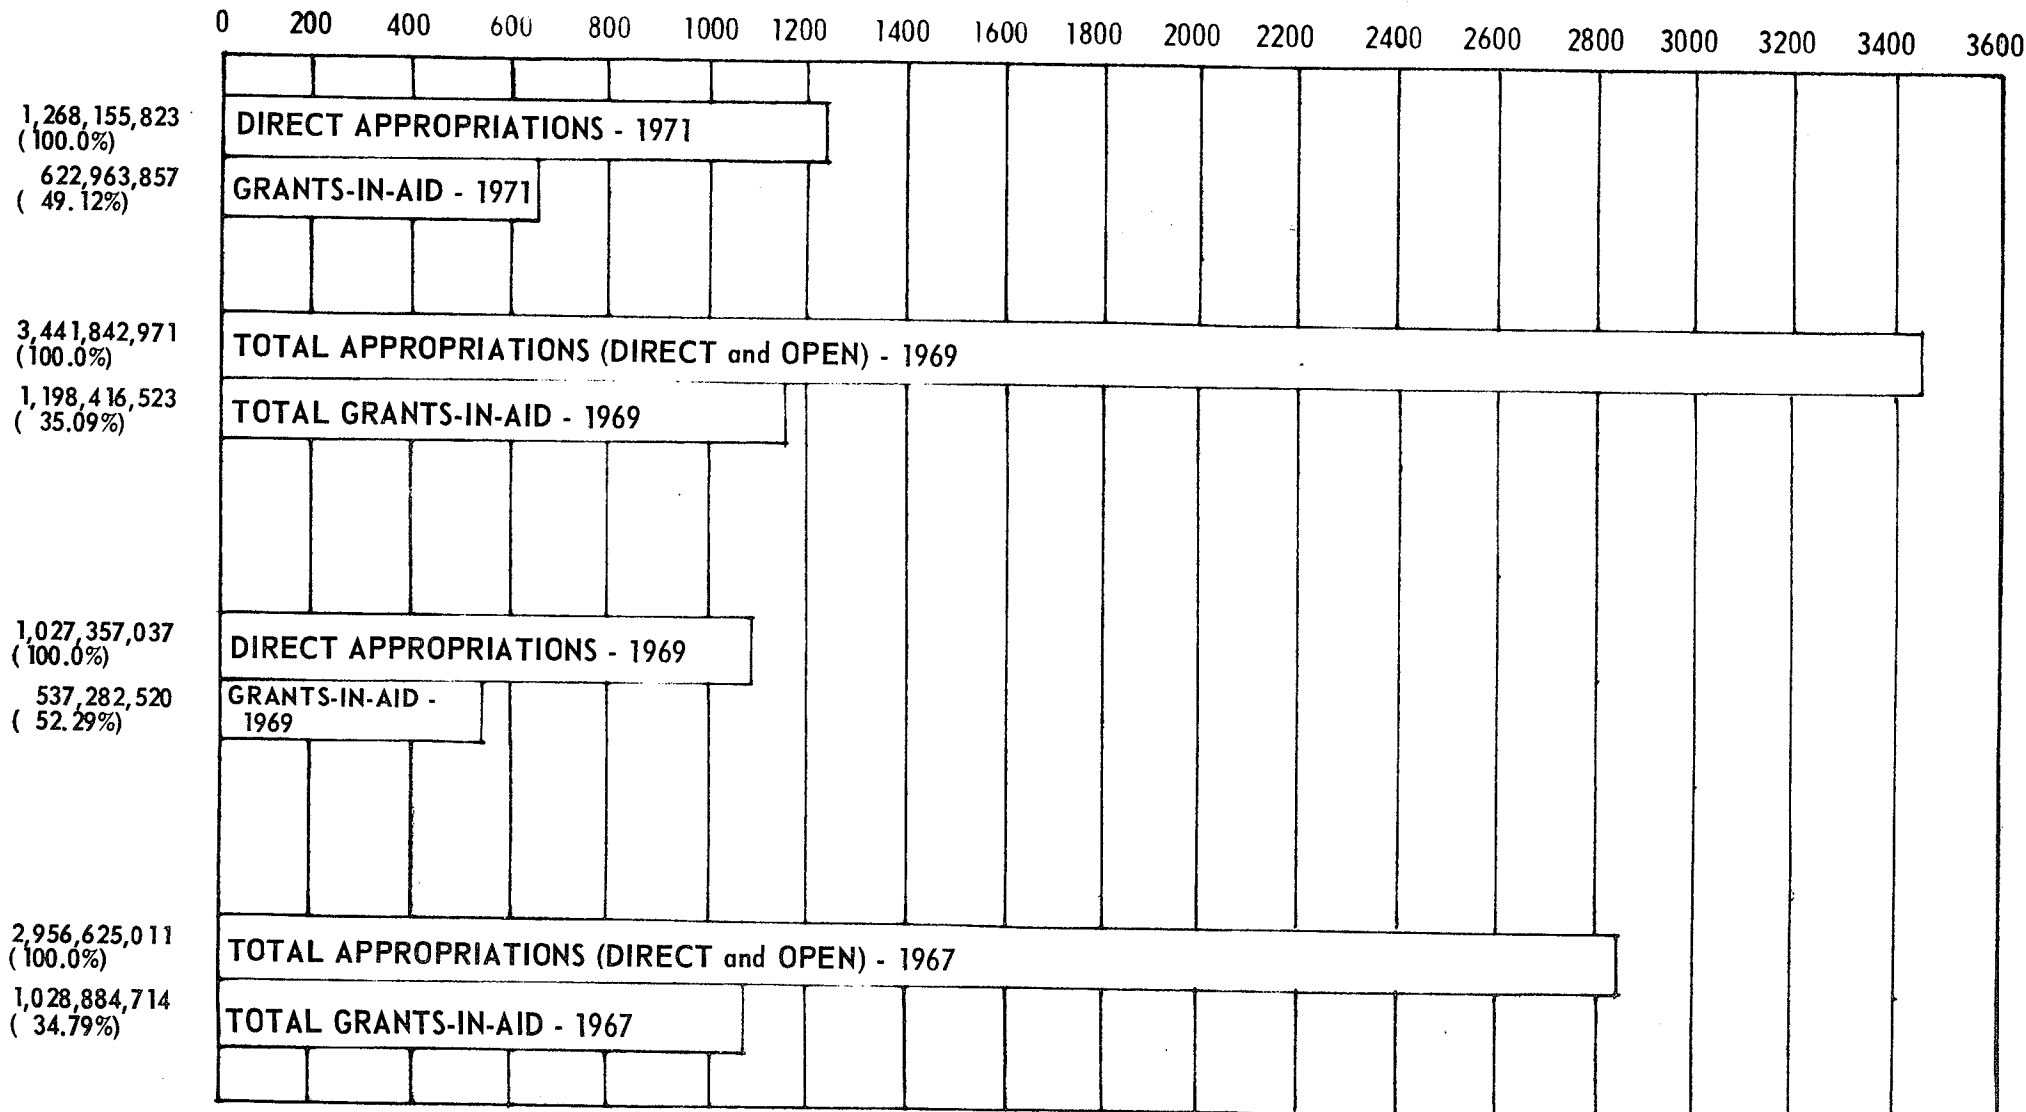 0 200 400 600 800 1000 1200 1400 1600 1800 2000 2200 2400 2600 2800 3000 3200 3400 3600
1,268,155,823
(100.0%)
DIRECT APPROPRIATIONS - 1971
622,963,857
( 49.12%)
GRANTS-IN-AID - 1971
3,441,842,971
(100.0%)
TOTAL APPROPRIATIONS (DIRECT and OPEN) - 1969
1,198,416,523
( 35.09%)
TOTAL GRANTS-IN-AID - 1969
1,027,357,037
(100.0%)
DIRECT APPROPRIATIONS - 1969
537,282,520
( 52.29%)
GRANTS-IN-AID -
1969
2,956,625,011
(100.0%)
TOTAL APPROPRIATIONS (DIRECT and OPEN) - 1967
1,028,884,714
( 34.79%)
TOTAL GRANTS-IN-AID - 1967